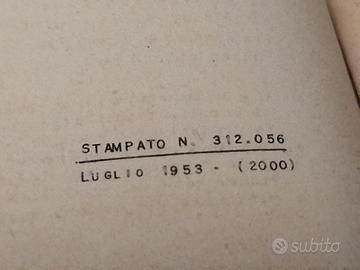 STAMPATO N. 312.056
LUGLIO 1953 - (2000)
subito